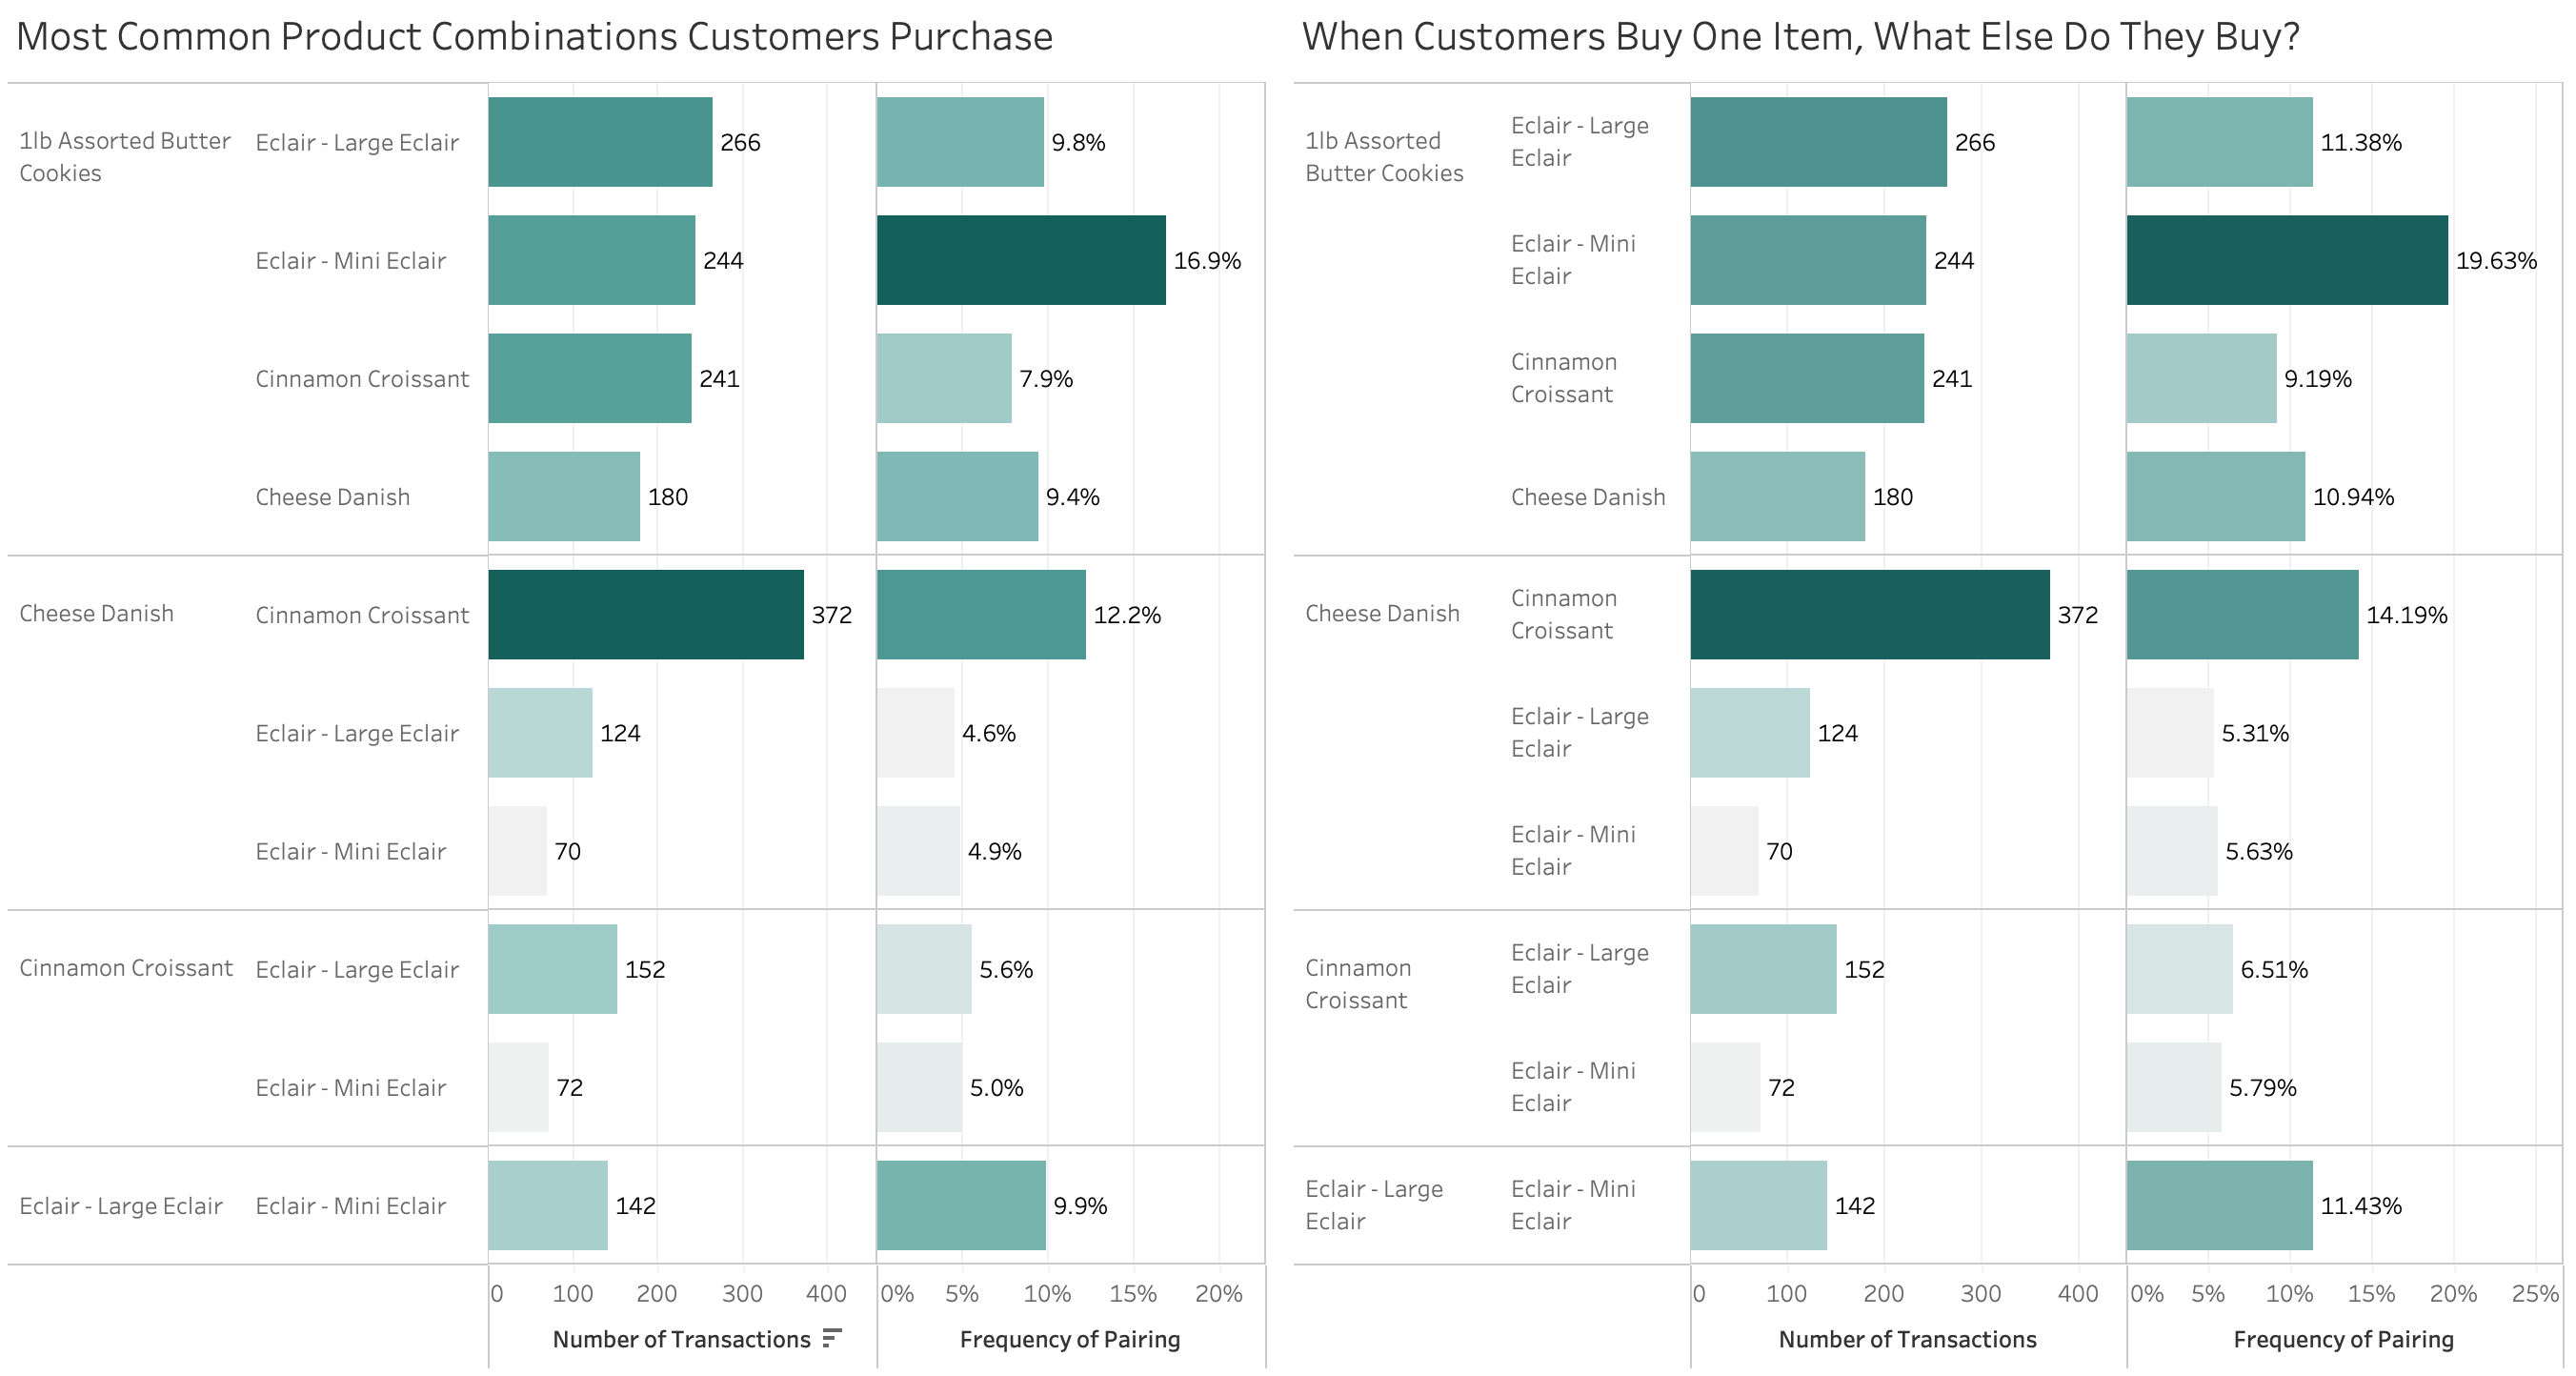 Most Common Product Combinations Customers Purchase
1lb Assorted Butter
Cookies
Eclair - Large Eclair
266
9.8%
Eclair - Mini Eclair
244
16.9%
Cinnamon Croissant
241
7.9%
Cheese Danish
180
9.4%
Cheese Danish
Cinnamon Croissant
372
12.2%
Eclair - Large Eclair
124
4.6%
Eclair - Mini Eclair
70
4.9%
Cinnamon Croissant
Eclair - Large Eclair
152
5.6%
Eclair - Mini Eclair
72
5.0%
Eclair - Large Eclair
Eclair - Mini Eclair
142
9.9%
0 100 200 300 400
0% 5% 10% 15% 20%
Number of Transactions
Frequency of Pairing
When Customers Buy One Item, What Else Do They Buy?
1lb Assorted
Butter Cookies
Eclair - Large
Eclair
266
11.38%
Eclair - Mini
Eclair
244
19.63%
Cinnamon
Croissant
241
9.19%
Cheese Danish
180
10.94%
Cheese Danish
Cinnamon
Croissant
372
14.19%
Eclair - Large
Eclair
124
5.31%
Eclair - Mini
Eclair
70
5.63%
Cinnamon
Croissant
Eclair - Large
Eclair
152
6.51%
Eclair - Mini
Eclair
72
5.79%
Eclair - Large
Eclair
Eclair - Mini
Eclair
142
11.43%
0 100 200 300 400
0% 5% 10% 15% 20% 25%
Number of Transactions
Frequency of Pairing